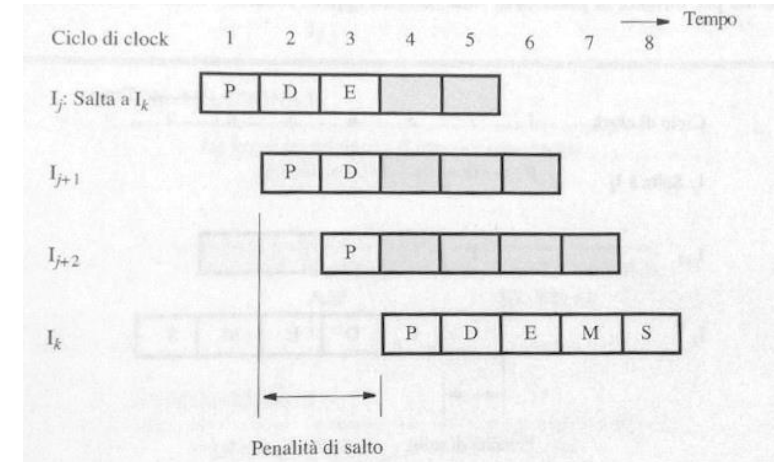 Tempo
Ciclo di clock 1 2 3 4 5 6 7 8
Ij: Salta a Ik P D E
Ij+1 P D
Ij+2 P
Ik P D E M S
Penalità di salto